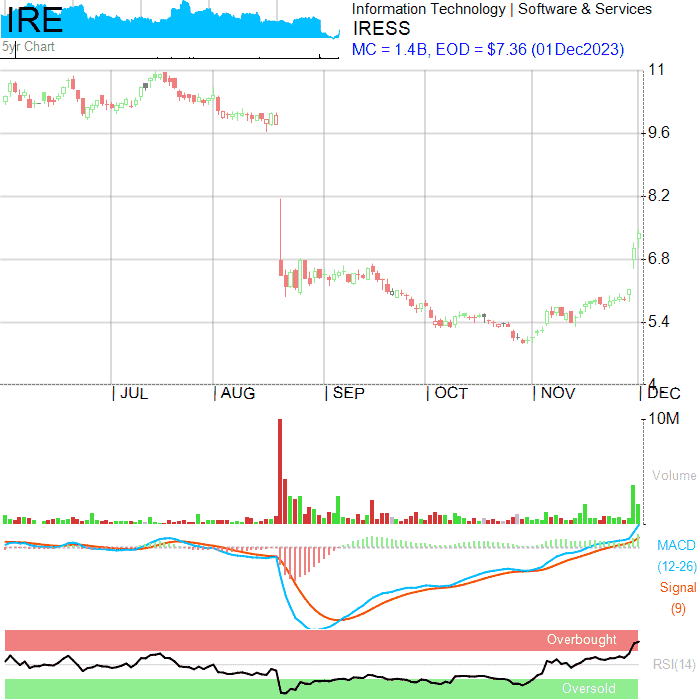 IRE
5yr Chart
Information Technology | Software & Services
IRESS
MC = 1.4B, EOD = $7.36 (01Dec2023)
11
9.6
8.2
6.8
5.4
4
| JUL | AUG | SEP | OCT | NOV | DEC
10M
Volume
MACD
(12-26)
Signal
(9)
Overbought
RSI(14)
Oversold